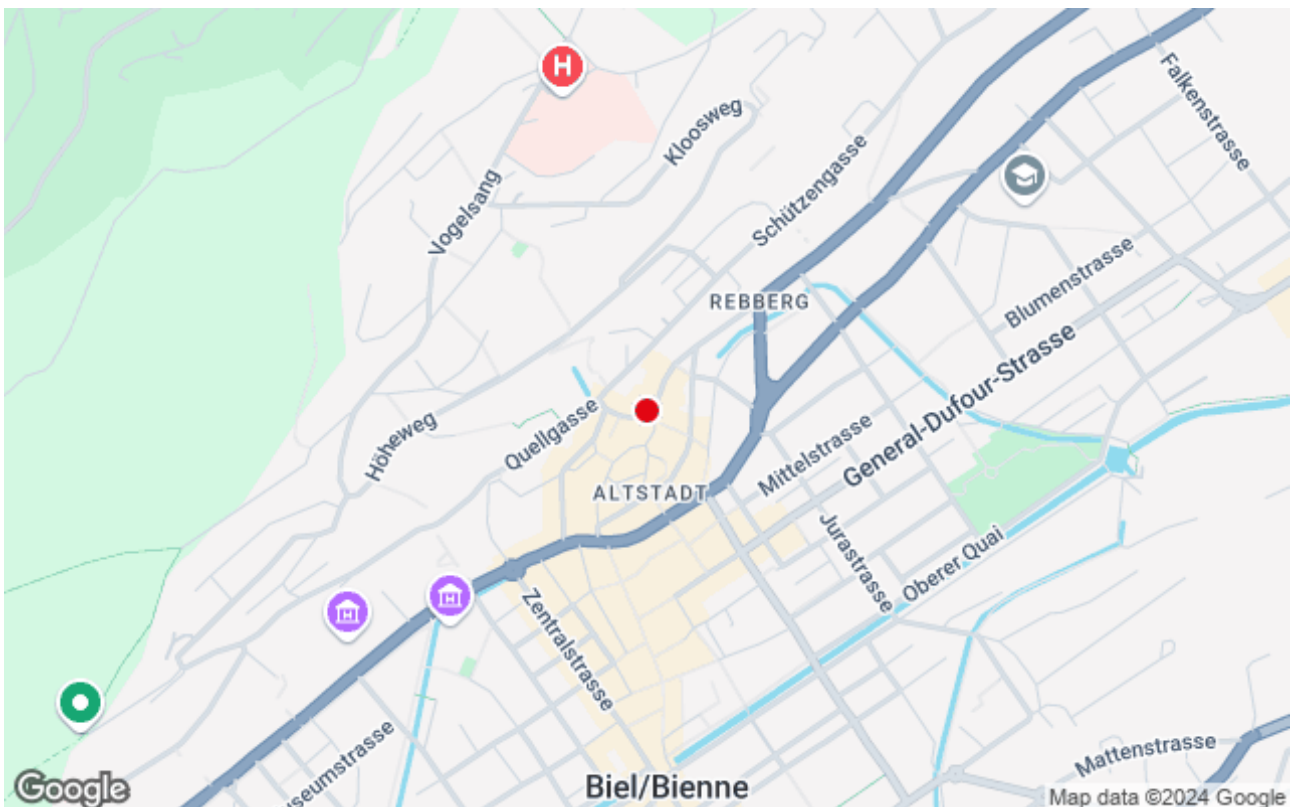 H
Falkenstrasse
Kloosweg
Schützengasse
Vogelsang
REBBERG
Blumenstrasse
General-Dufour-Strasse
Höheweg
Quellgasse
Mittelstrasse
ALTSTADT
Jurastrasse
Oberer Quai
H
H
Zentralstrasse
useumstrasse
Mattenstrasse
Biel/Bienne
Google
Map data ©2024 Google